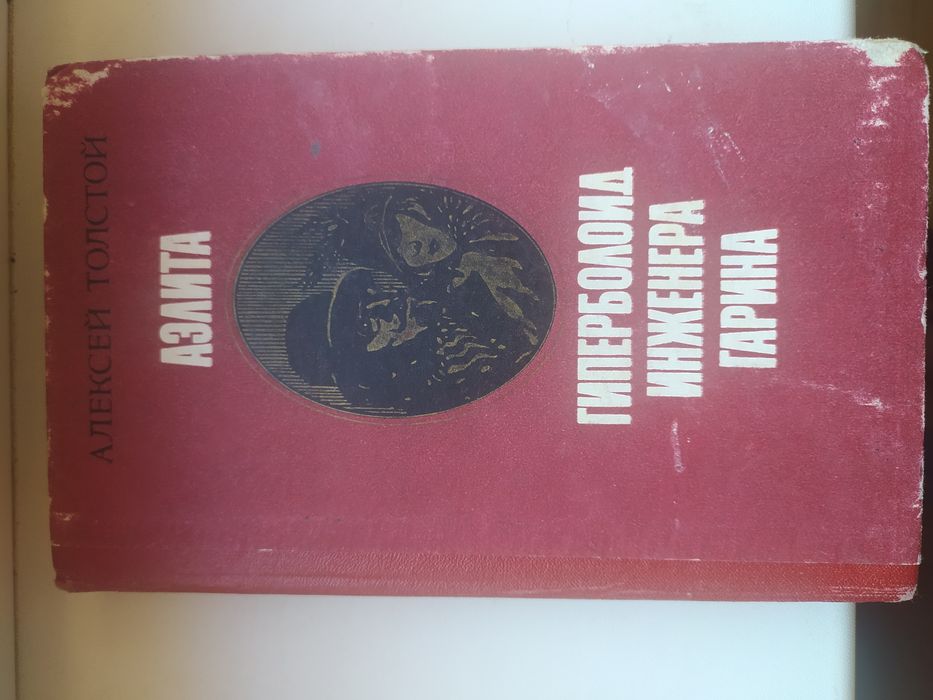 АЛЕКСЕЙ ТОЛСТОЙ
АЭЛИТА
ГИПЕРБОЛОИД
ИНЖЕНЕРА
ГАРИНА